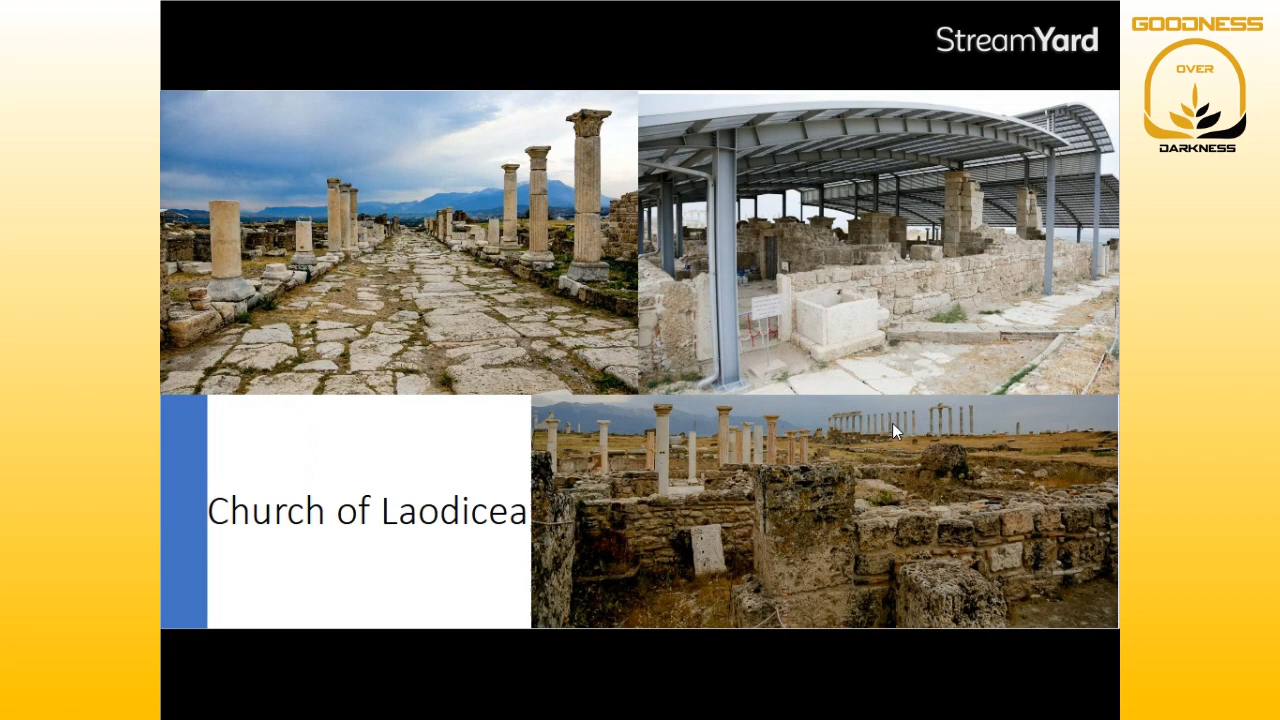 StreamYard
GOODNESS
OVER
DARKNESS
Church of Laodicea